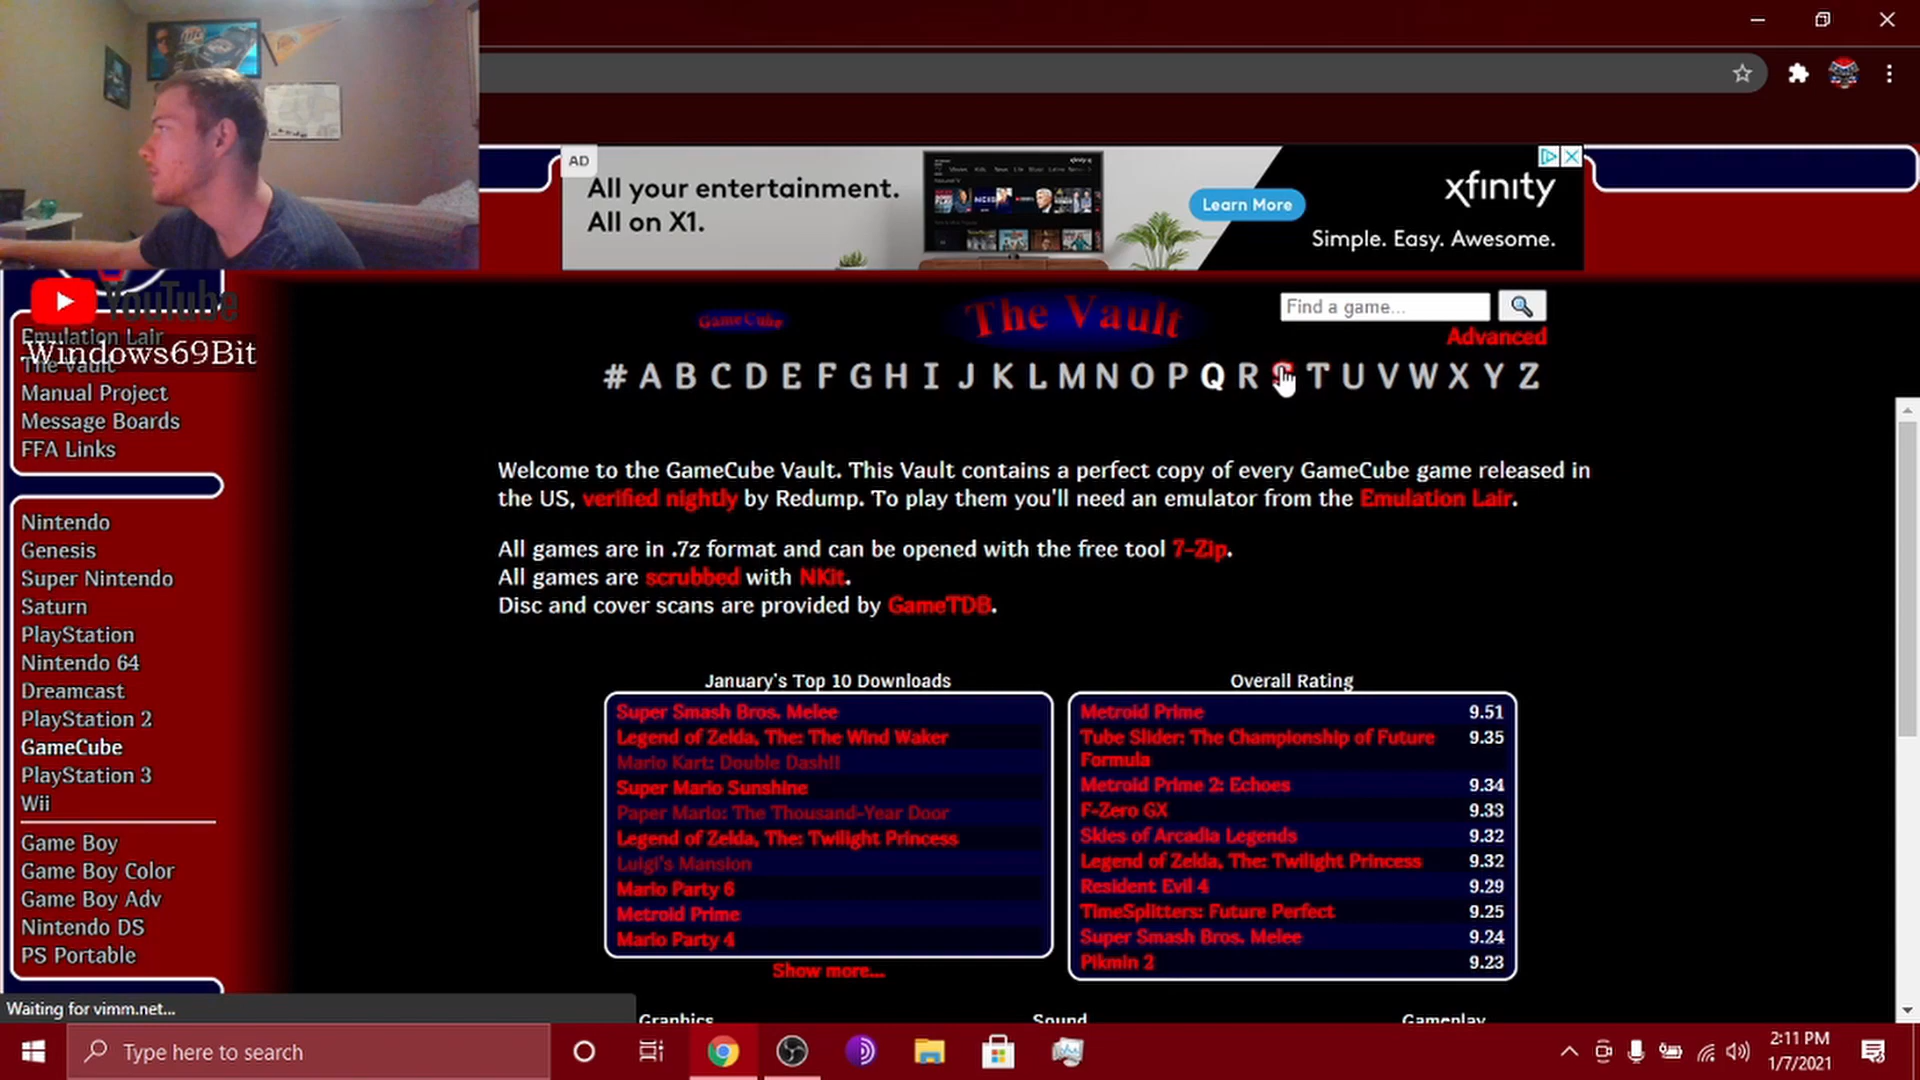 AD
All your entertainment.
All on X1.
Learn More
xfinity
Simple. Easy. Awesome.
YouTube
Windows69Bit
Emulation Lair
The Vault
Manual Project
Message Boards
FFA Links
Nintendo
Genesis
Super Nintendo
Saturn
PlayStation
Nintendo 64
Dreamcast
PlayStation 2
GameCube
PlayStation 3
Wii
Game Boy
Game Boy Color
Game Boy Adv
Nintendo DS
PS Portable
GameCube
The Vault
Find a game...
Advanced
# A B C D E F G H I J K L M N O P Q R S T U V W X Y Z
Welcome to the GameCube Vault. This Vault contains a perfect copy of every GameCube game released in
the US, verified nightly by Redump. To play them you'll need an emulator from the Emulation Lair.
All games are in .7z format and can be opened with the free tool 7-Zip.
All games are scrubbed with NKit.
Disc and cover scans are provided by GameTDB.
January's Top 10 Downloads
Super Smash Bros. Melee
Legend of Zelda, The: The Wind Waker
Mario Kart: Double Dash!!
Super Mario Sunshine
Paper Mario: The Thousand-Year Door
Legend of Zelda, The: Twilight Princess
Luigi's Mansion
Mario Party 6
Metroid Prime
Mario Party 4
Show more...
Overall Rating
Metroid Prime 9.51
Tube Slider: The Championship of Future 9.35
Formula
Metroid Prime 2: Echoes 9.34
F-Zero GX 9.33
Skies of Arcadia Legends 9.32
Legend of Zelda, The: Twilight Princess 9.32
Resident Evil 4 9.29
TimeSplitters: Future Perfect 9.25
Super Smash Bros. Melee 9.24
Pikmin 2 9.23
Graphics Sound Gameplay
Waiting for vimm.net...
Type here to search
2:11 PM
1/7/2021